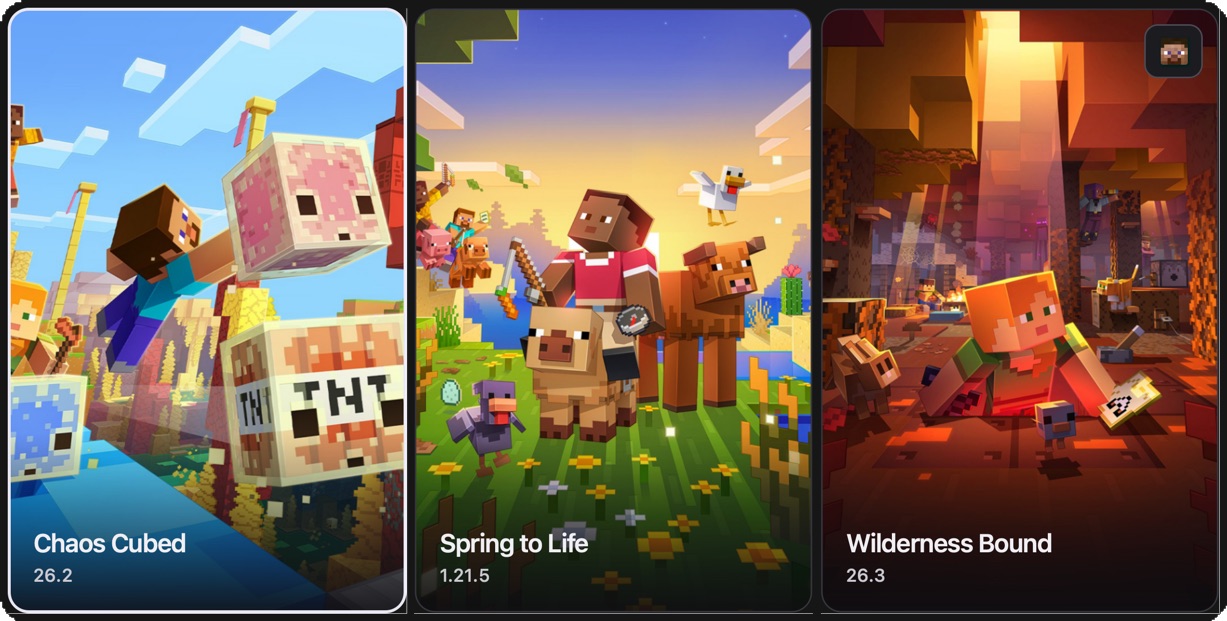 TNT
TNT
Chaos Cubed
26.2
Spring to Life
1.21.5
Wilderness Bound
26.3